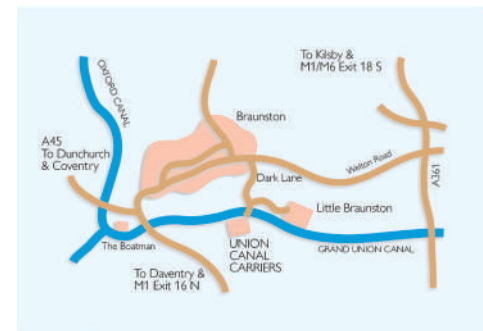 To Kilsby &
M1/M6 Exit 18 S
OXFORD CANAL
Braunston
A45
To Dunchurch
& Coventry
Welton Road
Dark Lane
A361
Little Braunston
The Boatman
UNION
CANAL
CARRIERS
GRAND UNION CANAL
To Daventry &
M1 Exit 16 N